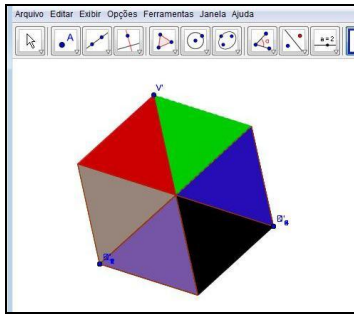 Arquivo Editar Exibir Opções Ferramentas Janela Ajuda
A
α
a=2
V'